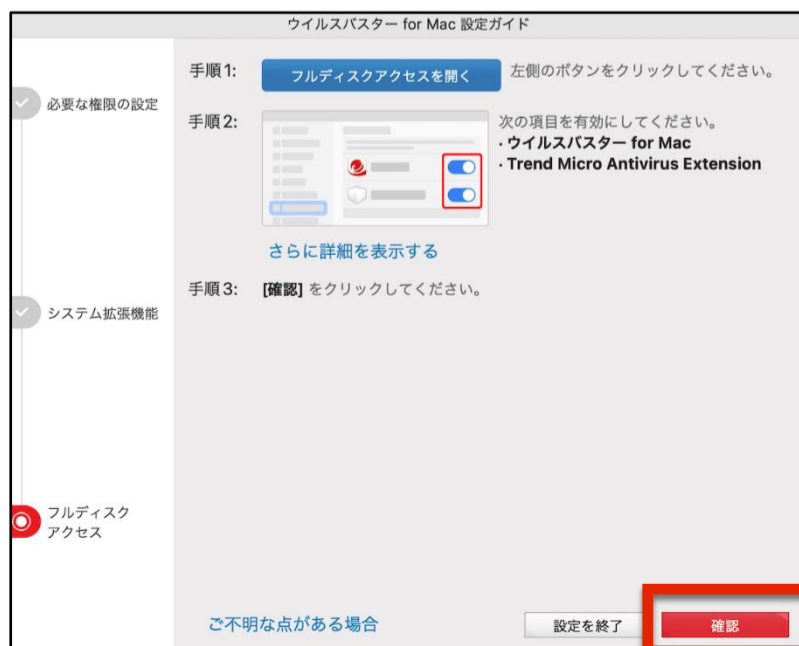 ウイルスバスター for Mac 設定ガイド
必要な権限の設定
システム拡張機能
フルディスク
アクセス
手順1:
フルディスクアクセスを開く
左側のボタンをクリックしてください。
手順2:
次の項目を有効にしてください。
・ウイルスバスター for Mac
・Trend Micro Antivirus Extension
さらに詳細を表示する
手順3:
[確認] をクリックしてください。
ご不明な点がある場合
設定を終了
確認